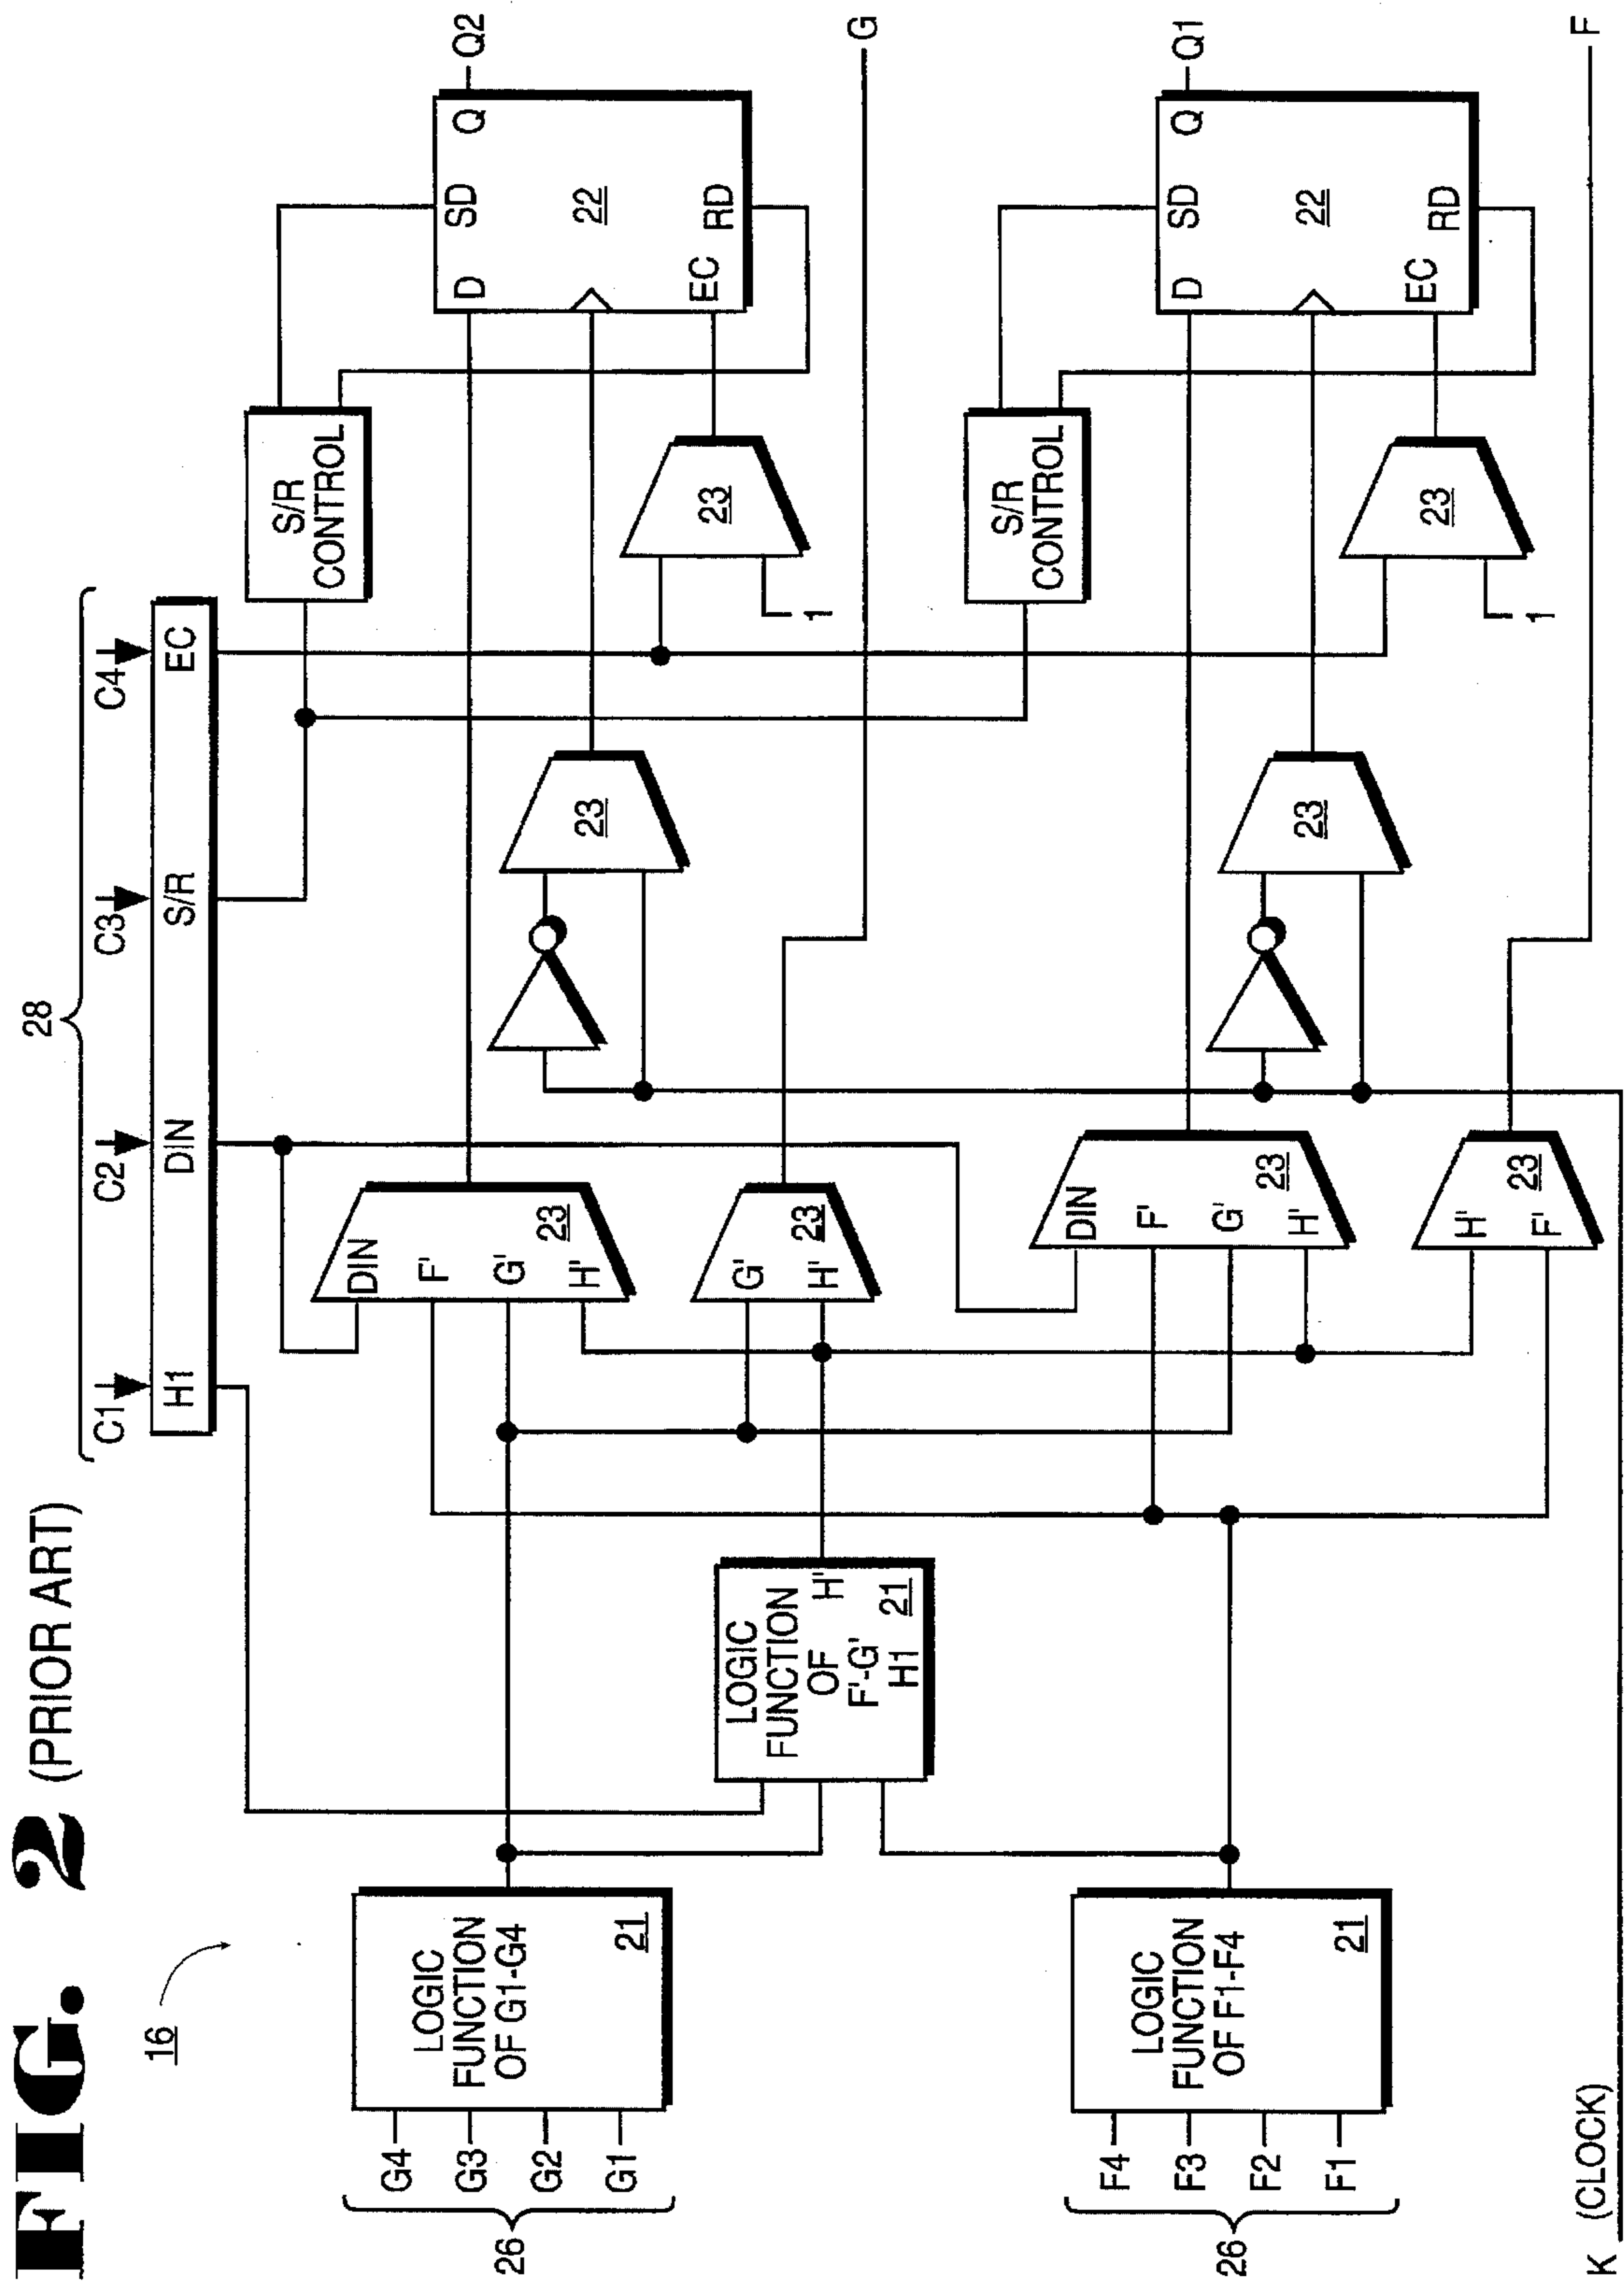 FIG. 2 (PRIOR ART)
16
28
C1 C2 C3 C4
H1 DIN S/R EC
G4
G3
G2
G1
26
LOGIC
FUNCTION
OF G1-G4
21
LOGIC
FUNCTION
OF
F'-G'
H1
H'
21
DIN
F'
G'
H'
23
G'
H'
23
23
S/R
CONTROL
23
1
D SD Q
22
EC RD
Q2
G
F4
F3
F2
F1
26
LOGIC
FUNCTION
OF F1-F4
21
DIN
F'
G'
H'
23
H'
F'
23
23
S/R
CONTROL
23
1
D SD Q
22
EC RD
Q1
F
K (CLOCK)